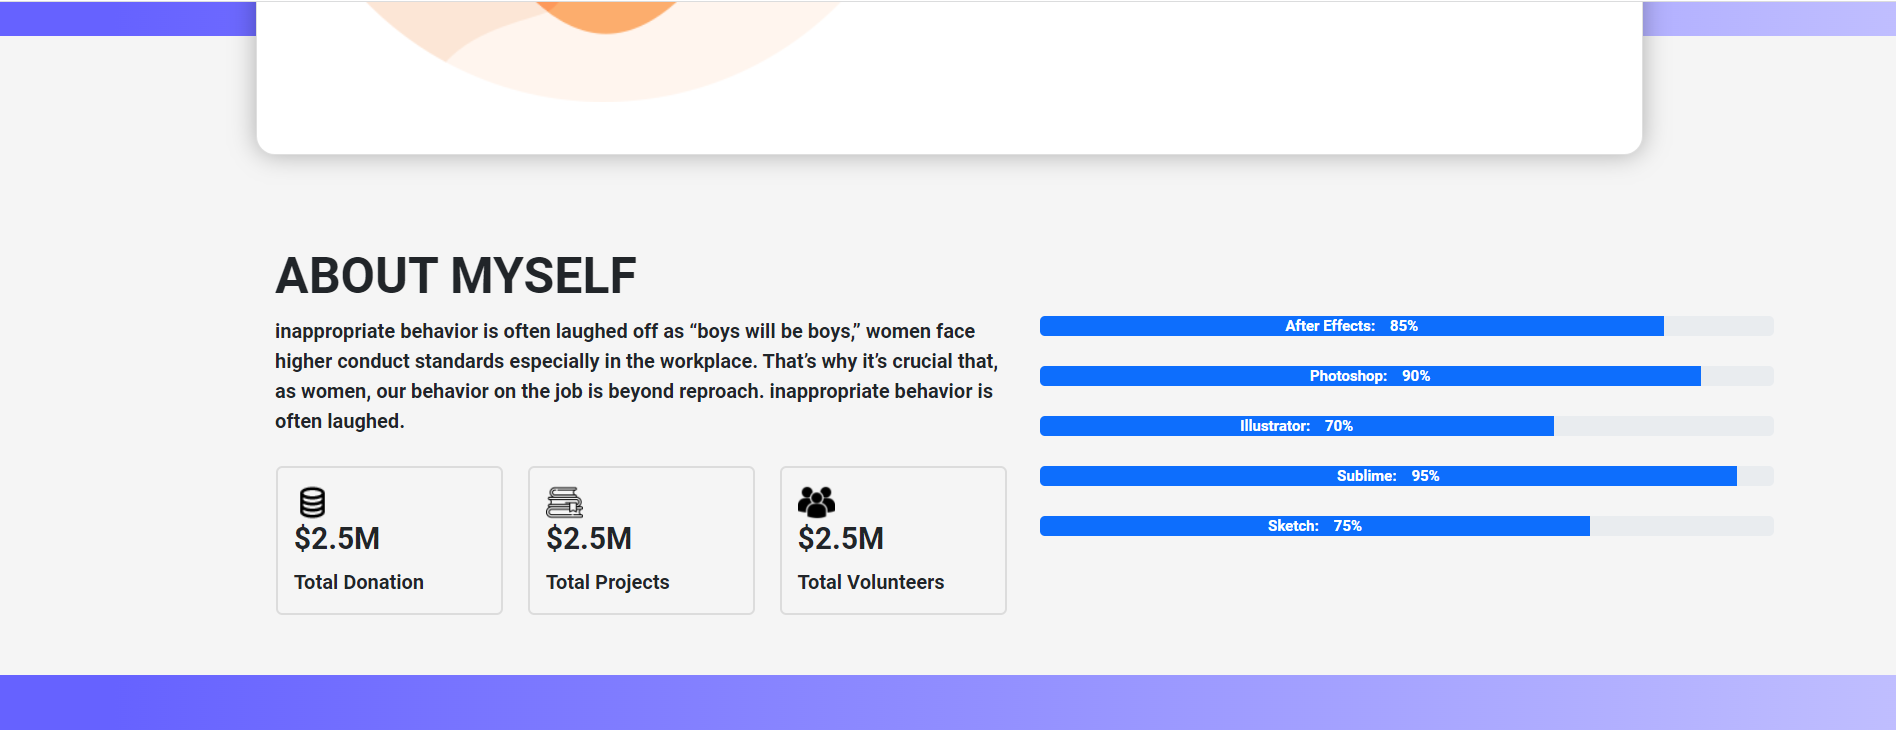 ABOUT MYSELF
inappropriate behavior is often laughed off as “boys will be boys,” women face
higher conduct standards especially in the workplace. That’s why it’s crucial that,
as women, our behavior on the job is beyond reproach. inappropriate behavior is
often laughed.
$2.5M
Total Donation
$2.5M
Total Projects
$2.5M
Total Volunteers
After Effects: 85%
Photoshop: 90%
Illustrator: 70%
Sublime: 95%
Sketch: 75%